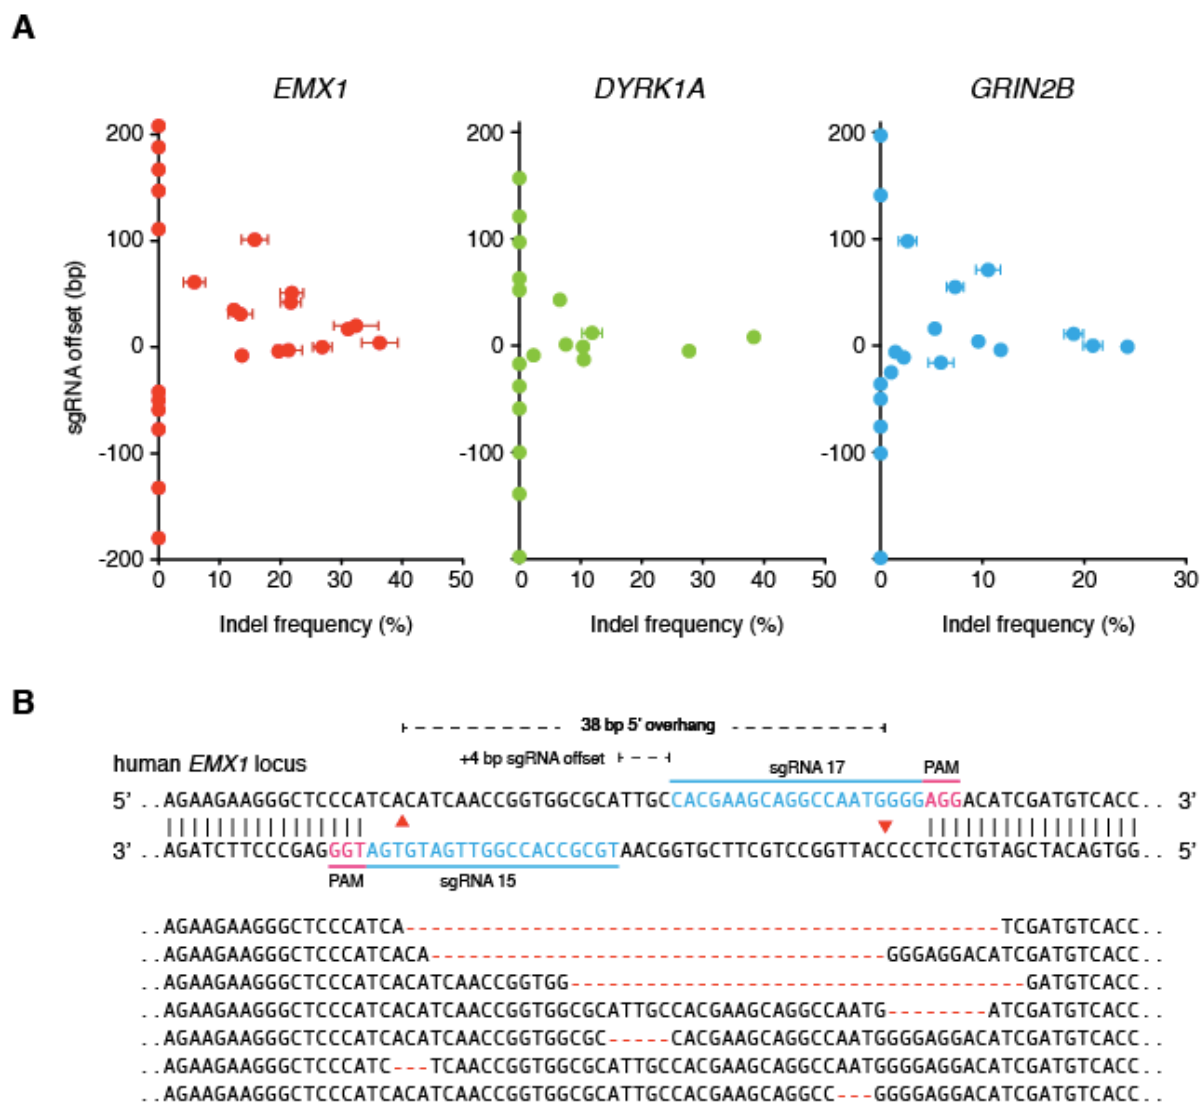 A
EMX1 DYRK1A GRIN2B
sgRNA offset (bp)
200 200 200
100 100 100
0 0 0
-100 -100 -100
-200
0 10 20 30 40 50 0 10 20 30 40 50 0 10 20 30
Indel frequency (%) Indel frequency (%) Indel frequency (%)
B
38 bp 5' overhang
+4 bp sgRNA offset
human EMX1 locus
sgRNA 17 PAM
5' ..AGAAGAAGGGCTCCCATCACATCAACCGGTGGCGCATTGCCACGAAGCAGGCCAATGGGGAGGACATCGATGTCACC.. 3'
3' ..AGATCTTCCCGAGGGTAGTGTAGTTGGCCACCGCGTAACGGTGCTTCGTCCGGTTACCCCTCCTGTAGCTACAGTGG.. 5'
PAM sgRNA 15
..AGAAGAAGGGCTCCCATCA-----------------------------------------------TCGATGTCACC..
..AGAAGAAGGGCTCCCATCACA------------------------------------GGGAGGACATCGATGTCACC..
..AGAAGAAGGGCTCCCATCACATCAACCGGTGG------------------------------------GATGTCACC..
..AGAAGAAGGGCTCCCATCACATCAACCGGTGGCGCATTGCCACGAAGCAGGCCAATG--------ATCGATGTCACC..
..AGAAGAAGGGCTCCCATCACATCAACCGGTGGCGC-----CACGAAGCAGGCCAATGGGGAGGACATCGATGTCACC..
..AGAAGAAGGGCTCCCATC---TCAACCGGTGGCGCATTGCCACGAAGCAGGCCAATGGGGAGGACATCGATGTCACC..
..AGAAGAAGGGCTCCCATCACATCAACCGGTGGCGCATTGCCACGAAGCAGGCC---GGGGAGGACATCGATGTCACC..